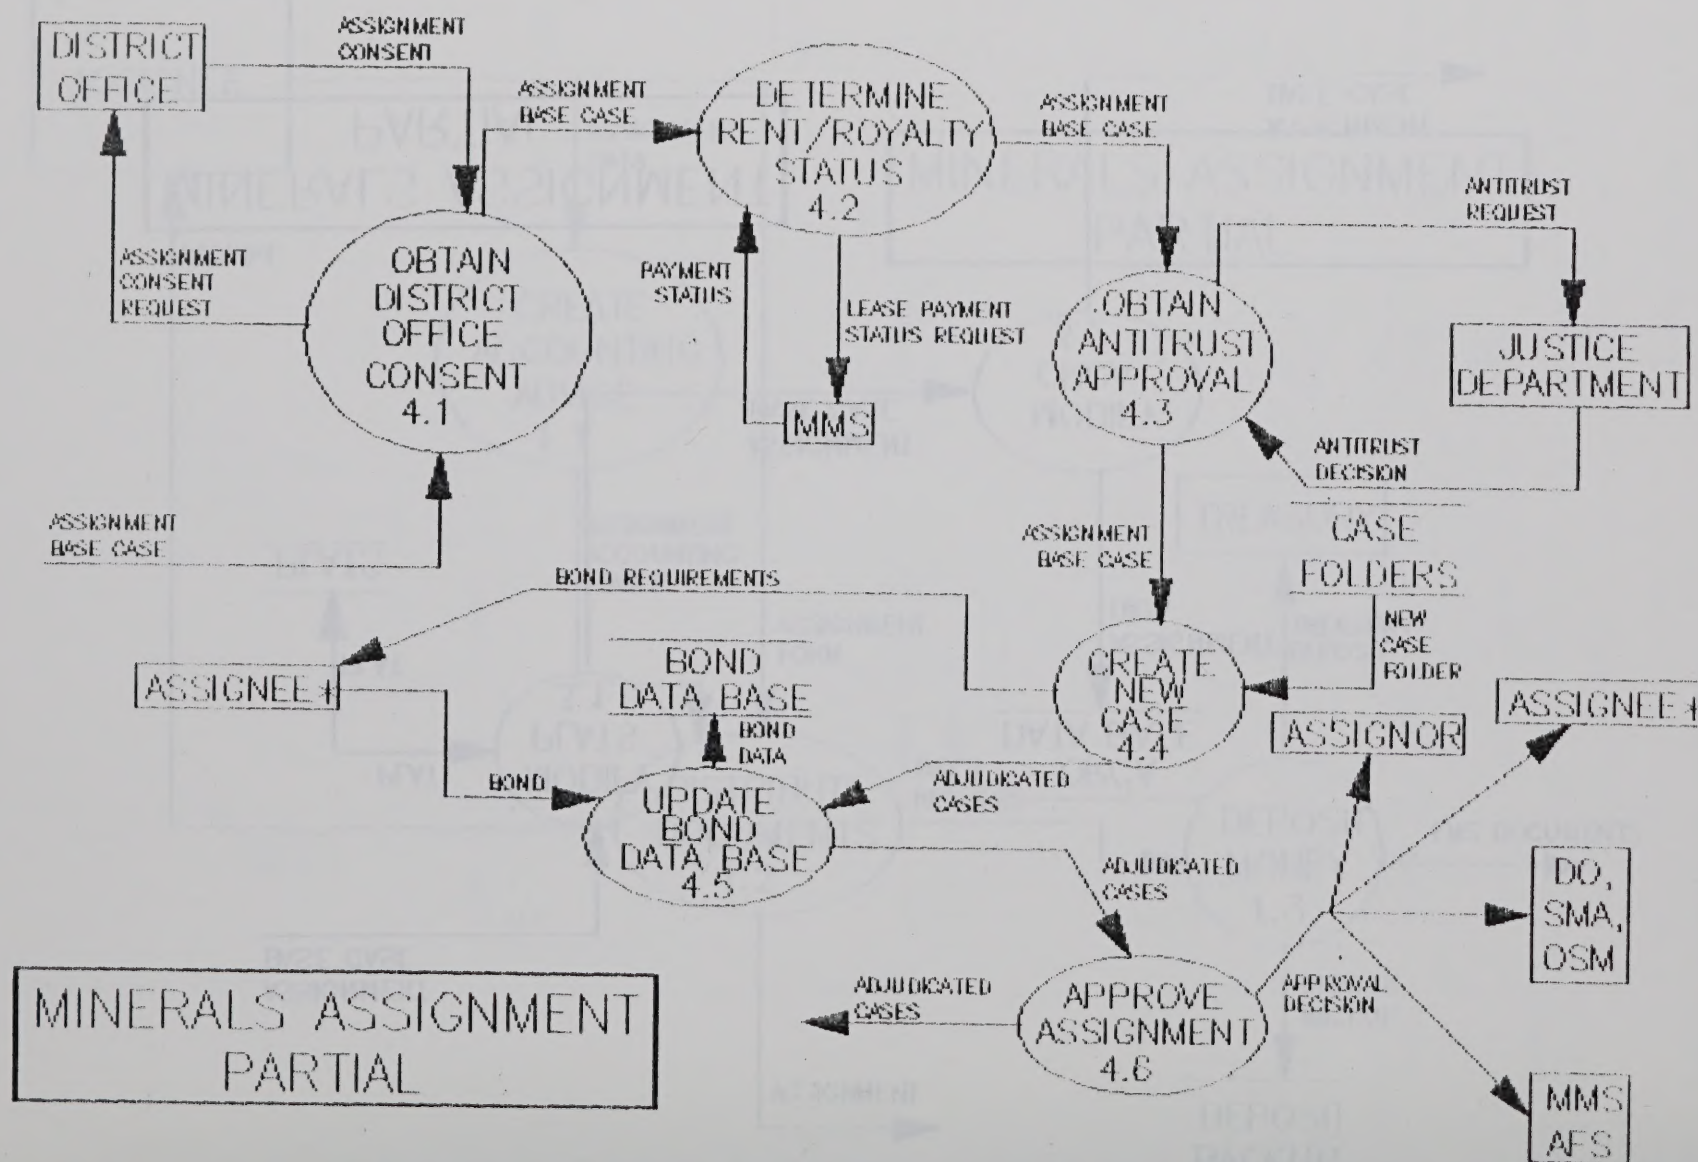 DISTRICT
OFFICE
ASSIGNMENT
CONSENT
ASSIGNMENT
BASE CASE
DETERMINE
RENT/ROYALTY
STATUS
4.2
ASSIGNMENT
BASE CASE
ANTITRUST
REQUEST
ASSIGNMENT
CONSENT
REQUEST
OBTAIN
DISTRICT
OFFICE
CONSENT
4.1
PAYMENT
STATUS
LEASE PAYMENT
STATUS REQUEST
MMS
OBTAIN
ANTITRUST
APPROVAL
4.3
JUSTICE
DEPARTMENT
ANTITRUST
DECISION
ASSIGNMENT
BASE CASE
ASSIGNMENT
BASE CASE
CASE
FOLDERS
BOND REQUIREMENTS
NEW
CASE
FOLDER
ASSIGNEE*
BOND
DATA BASE
BOND
DATA
CREATE
NEW
CASE
4.4
ASSIGNOR
ASSIGNEE*
BOND
UPDATE
BOND
DATA BASE
4.5
ADJUDICATED
CASES
ADJUDICATED
CASES
DO,
SMA,
OSM
MINERALS ASSIGNMENT
PARTIAL
ADJUDICATED
CASES
APPROVE
ASSIGNMENT
4.6
APPROVAL
DECISION
MMS
AFS